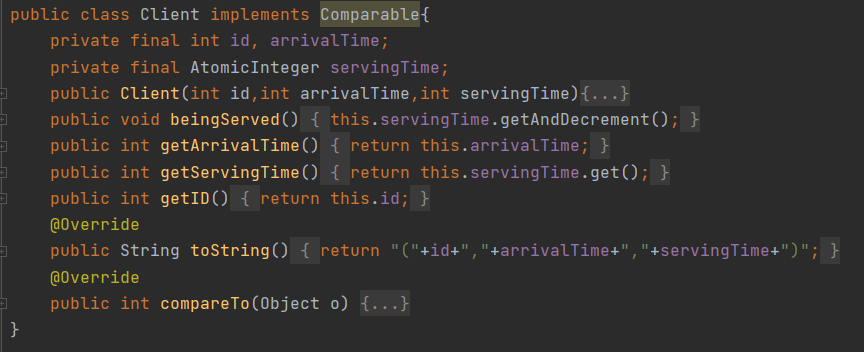 public class Client implements Comparable{
private final int id, arrivalTime;
private final AtomicInteger servingTime;
public Client(int id,int arrivalTime,int servingTime){...}
public void beingServed() { this.servingTime.getAndDecrement(); }
public int getArrivalTime() { return this.arrivalTime; }
public int getServingTime() { return this.servingTime.get(); }
public int getID() { return this.id; }
@Override
public String toString() { return "("+id+","+arrivalTime+","+servingTime+")"; }
@Override
public int compareTo(Object o) {...}
}